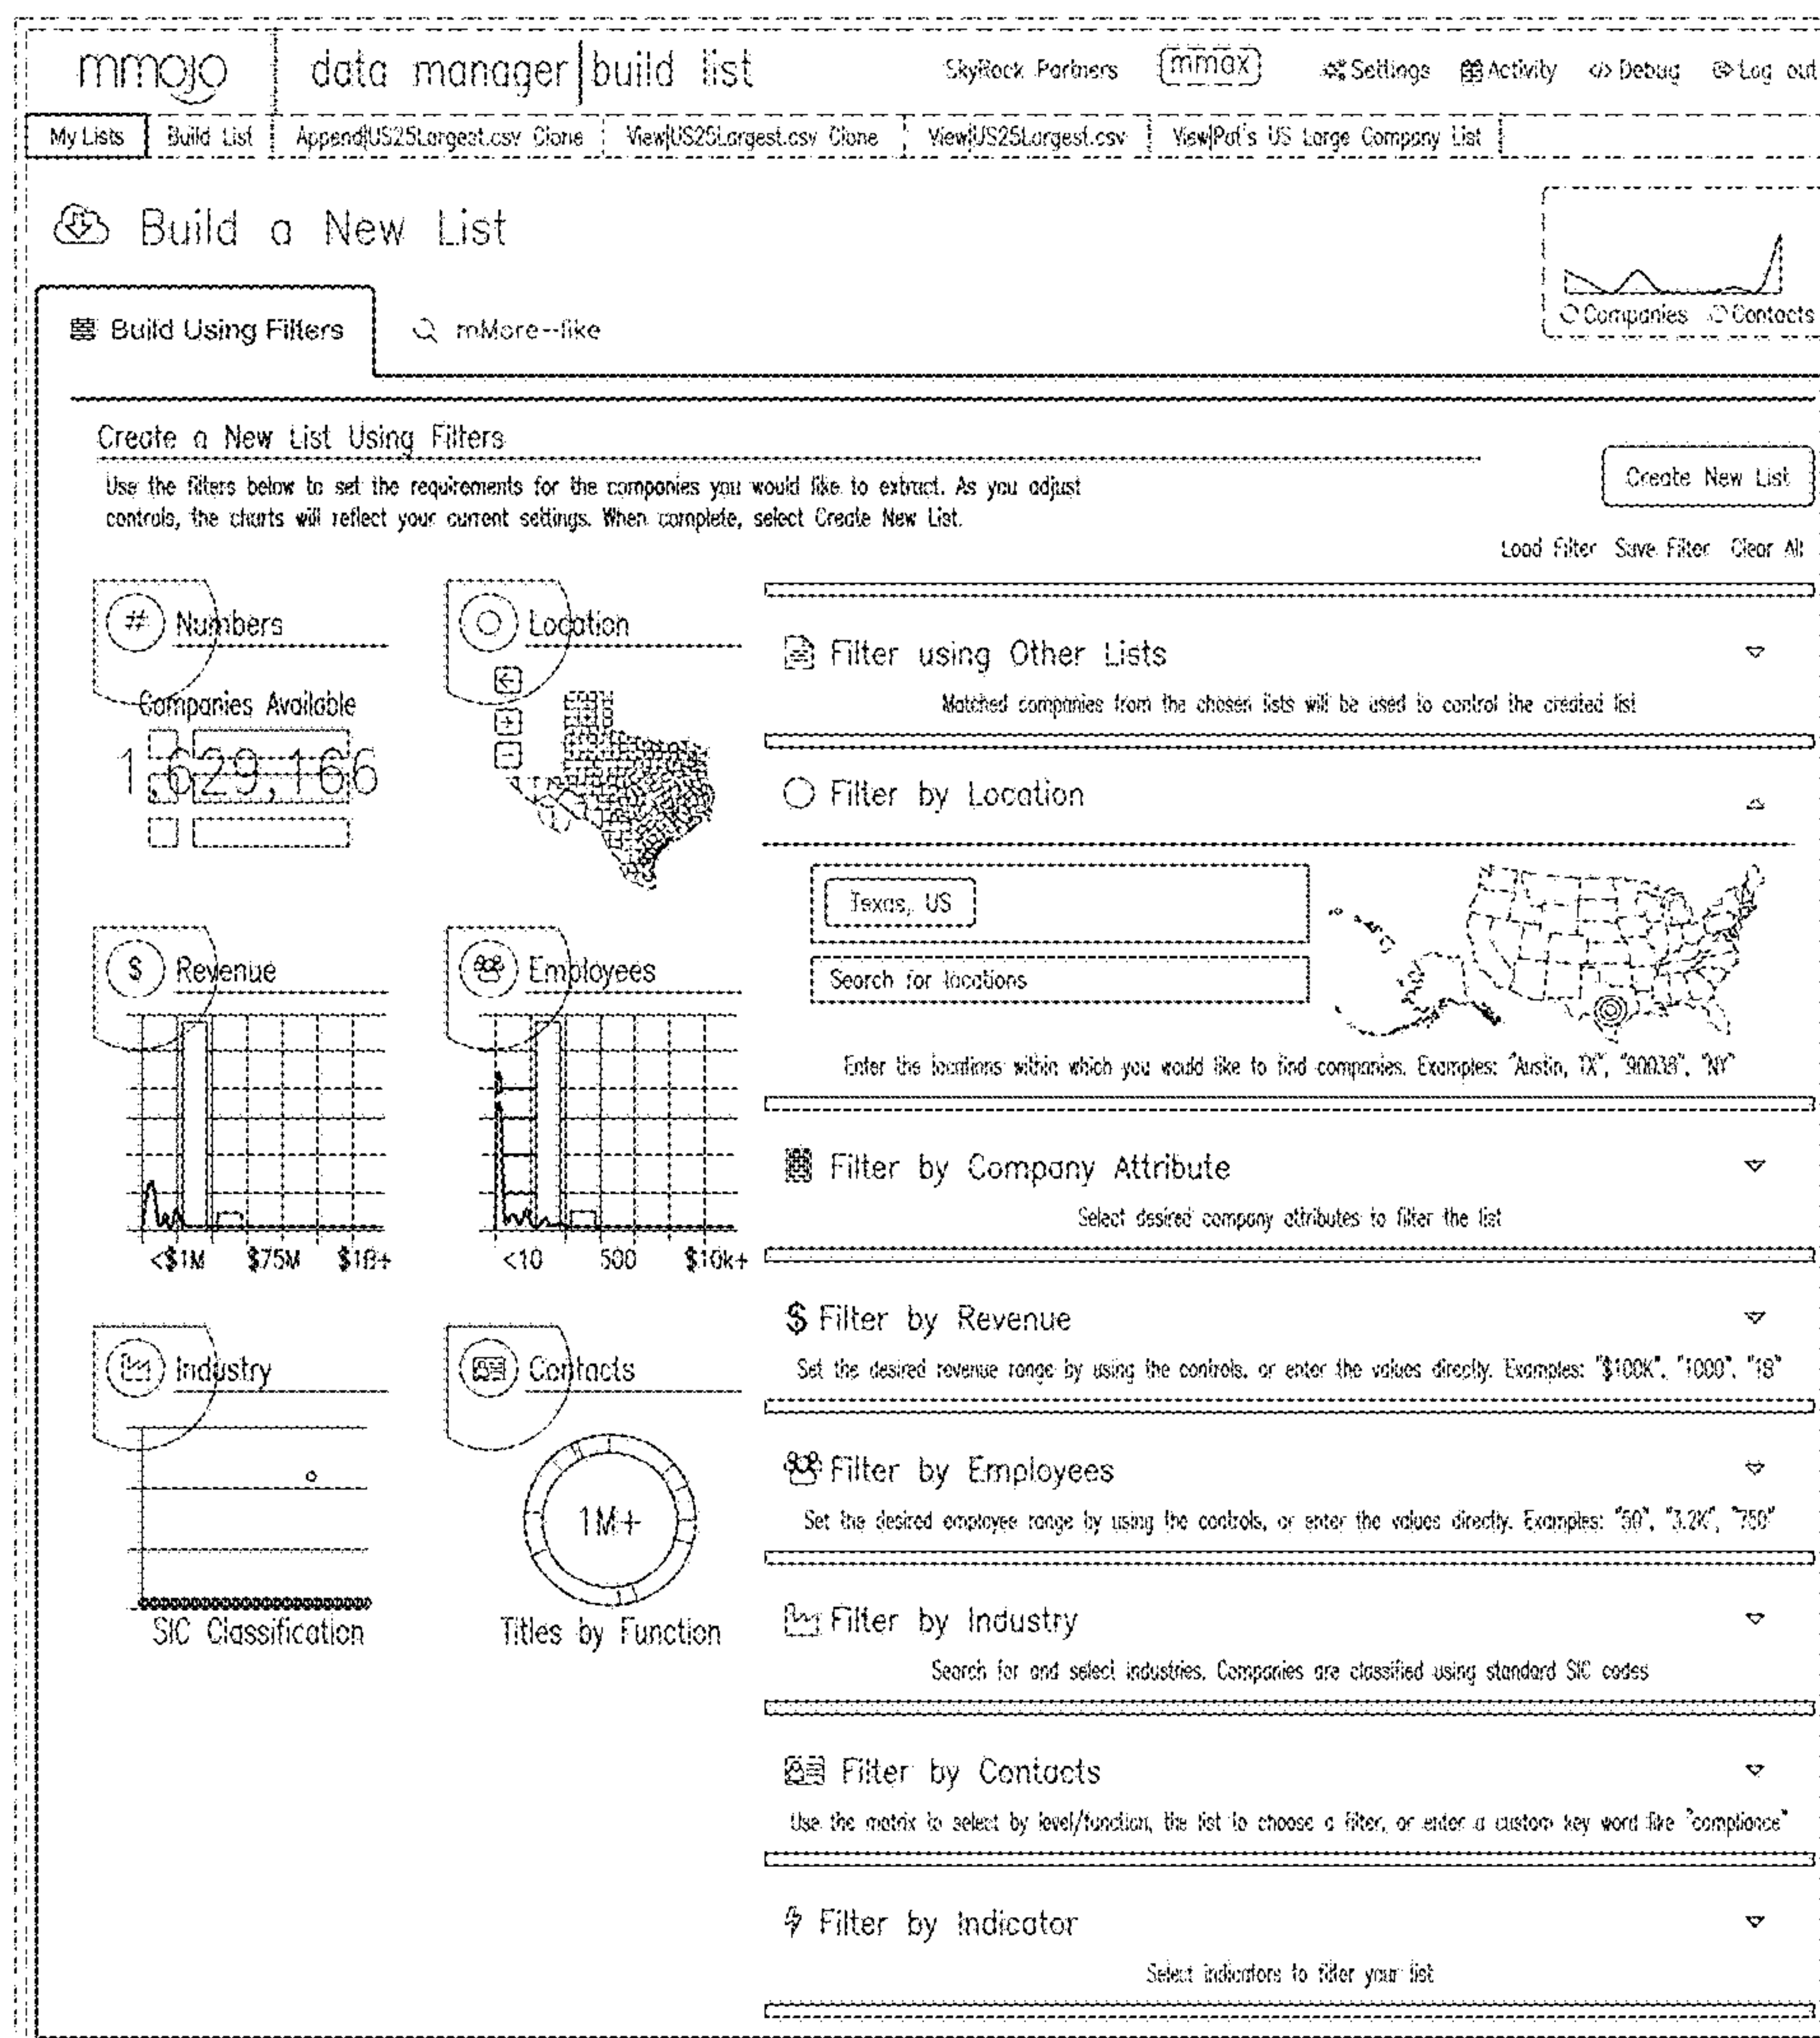 mmojo
data manager|build list
SkyRock Partners
mmax
Settings
Activity
</> Debug
Log out
My Lists
Build List
Append|US25Largest.csv Clone
View|US25Largest.csv Clone
View|US25Largest.csv
View|Pat's US Large Company List
Build a New List
Companies
Contacts
Build Using Filters
mMore--like
Create a New List Using Filters
Use the filters below to set the requirements for the companies you would like to extract. As you adjust
controls, the charts will reflect your current settings. When complete, select Create New List.
Create New List
Load Filter
Save Filter
Clear All
# Numbers
Companies Available
1,629,166
Location
$ Revenue
<$1M
$75M
$1B+
Employees
<10
500
$10k+
Industry
SIC Classification
Contacts
1M+
Titles by Function
Filter using Other Lists
Matched companies from the chosen lists will be used to control the created list
Filter by Location
Texas, US
Search for locations
Enter the locations within which you would like to find companies. Examples: "Austin, TX", "90038", "NY"
Filter by Company Attribute
Select desired company attributes to filter the list
$ Filter by Revenue
Set the desired revenue range by using the controls, or enter the values directly. Examples: "$100K", "1000", "1B"
Filter by Employees
Set the desired employee range by using the controls, or enter the values directly. Examples: "50", "3.2K", "750"
Filter by Industry
Search for and select industries. Companies are classified using standard SIC codes
Filter by Contacts
Use the matrix to select by level/function, the list to choose a filter, or enter a custom key word like "compliance"
Filter by Indicator
Select indicators to filter your list